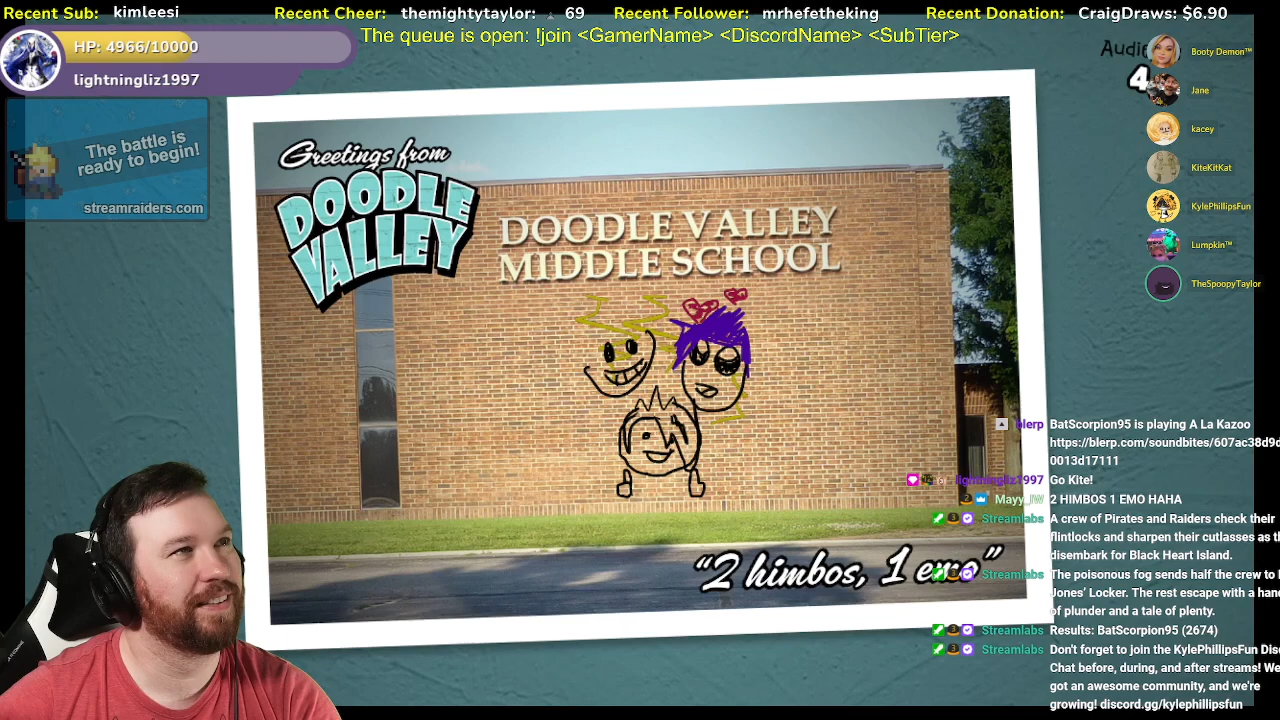 Recent Sub: kimleesi
Recent Cheer: themightytaylor: 69
Recent Follower: mrhefetheking
Recent Donation: CraigDraws: $6.90
The queue is open: !join <GamerName> <DiscordName> <SubTier>
HP: 4966/10000
lightningliz1997
The battle is
ready to begin!
streamraiders.com
Greetings from
DOODLE
VALLEY
DOODLE VALLEY
MIDDLE SCHOOL
"2 himbos, 1 emo"
4
Booty Demon™
Jane
kacey
KiteKitKat
KylePhillipsFun
Lumpkin™
TheSpoopyTaylor
blerp BatScorpion95 is playing A La Kazoo
https://blerp.com/soundbites/607ac38d9d
0013d17111
lightningliz1997 Go Kite!
Mayy_JW 2 HIMBOS 1 EMO HAHA
Streamlabs A crew of Pirates and Raiders check their
flintlocks and sharpen their cutlasses as
disembark for Black Heart Island.
Streamlabs The poisonous fog sends half the crew to
Jones' Locker. The rest escape with a
of plunder and a tale of plenty.
Streamlabs Results: BatScorpion95 (2674)
Streamlabs Don't forget to join the KylePhillipsFun
Chat before, during, and after streams!
got an awesome community, and we're
growing! discord.gg/kylephillipsfun